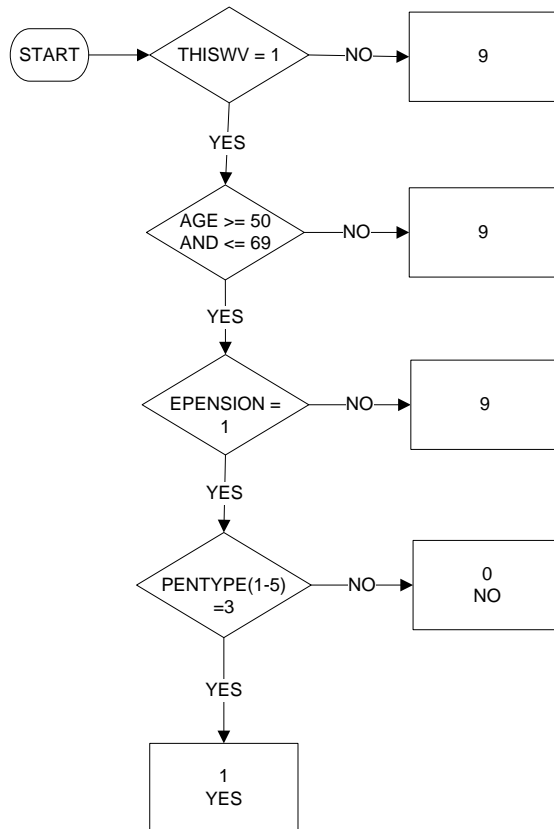 START
THISWV = 1
NO
9
YES
AGE >= 50
AND <= 69
NO
9
YES
EPENSION =
1
NO
9
YES
PENTYPE(1-5)
=3
NO
0
NO
YES
1
YES